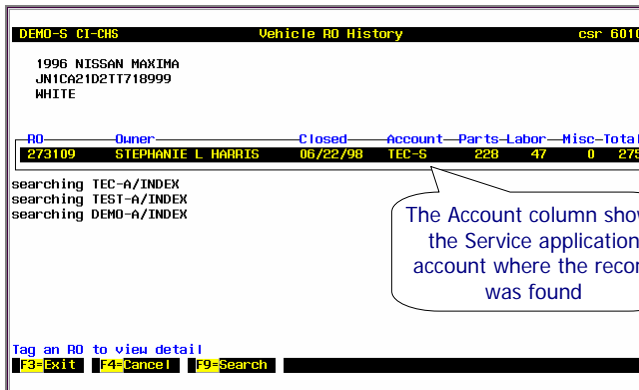 DEMO-S CI-CHS Vehicle RO History csr 6010
1996 NISSAN MAXIMA
JN1CA21D2TT718999
WHITE
RO Owner Closed Account Parts Labor Misc Total
273109 STEPHANIE L HARRIS 06/22/98 TEC-S 228 47 0 275
searching TEC-A/INDEX
searching TEST-A/INDEX
searching DEMO-A/INDEX
The Account column show
the Service application
account where the recor
was found
Tag an RO to view detail
F3=Exit F4=Cancel F9=Search